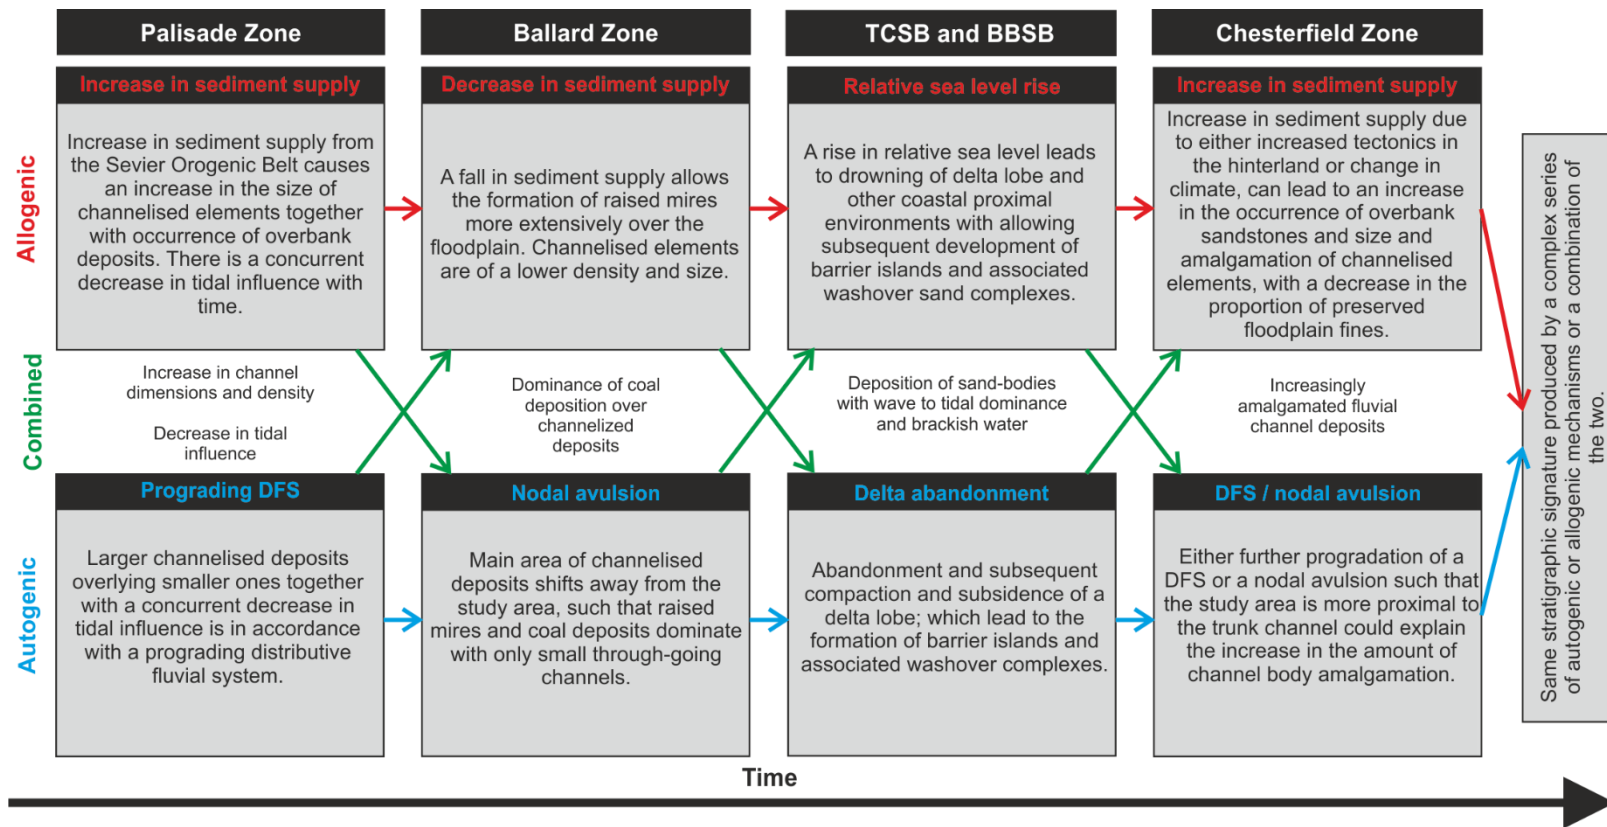 Palisade Zone
Ballard Zone
TCSB and BBSB
Chesterfield Zone
Allogenic
Increase in sediment supply
Increase in sediment supply from
the Sevier Orogenic Belt causes
an increase in the size of
channelised elements together
with occurrence of overbank
deposits. There is a concurrent
decrease in tidal influence with
time.
Decrease in sediment supply
A fall in sediment supply allows
the formation of raised mires
more extensively over the
floodplain. Channelised elements
are of a lower density and size.
Relative sea level rise
A rise in relative sea level leads
to drowning of delta lobe and
other coastal proximal
environments with allowing
subsequent development of
barrier islands and associated
washover sand complexes.
Increase in sediment supply
Increase in sediment supply due
to either increased tectonics in
the hinterland or change in
climate, can lead to an increase
in the occurrence of overbank
sandstones and size and
amalgamation of channelised
elements, with a decrease in the
proportion of preserved
floodplain fines.
Combined
Increase in channel
dimensions and density
Decrease in tidal
influence
Dominance of coal
deposition over
channelized
deposits
Deposition of sand-bodies
with wave to tidal dominance
and brackish water
Increasingly
amalgamated fluvial
channel deposits
Autogenic
Prograding DFS
Larger channelised deposits
overlying smaller ones together
with a concurrent decrease in
tidal influence is in accordance
with a prograding distributive
fluvial system.
Nodal avulsion
Main area of channelised
deposits shifts away from the
study area, such that raised
mires and coal deposits dominate
with only small through-going
channels.
Delta abandonment
Abandonment and subsequent
compaction and subsidence of a
delta lobe; which lead to the
formation of barrier islands and
associated washover complexes.
DFS / nodal avulsion
Either further progradation of a
DFS or a nodal avulsion such that
the study area is more proximal to
the trunk channel could explain
the increase in the amount of
channel body amalgamation.
Same stratigraphic signature produced by a complex series
of autogenic or allogenic mechanisms or a combination of
the two.
Time